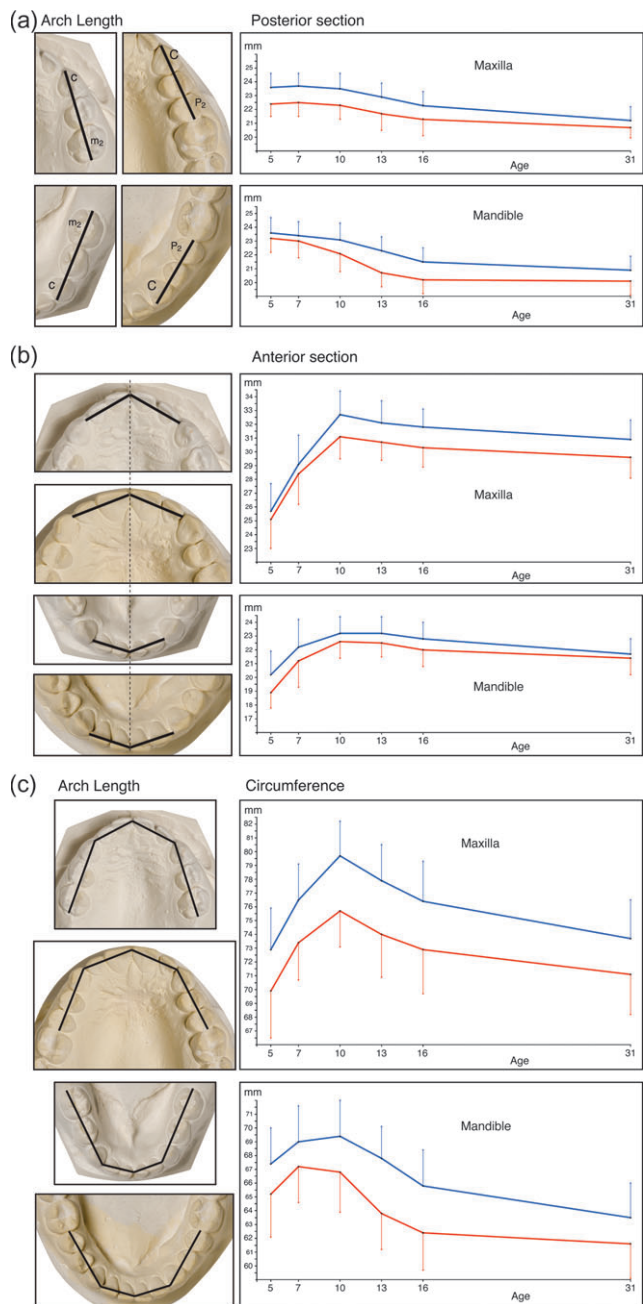 (a) Arch Length
Posterior section
c
m2
C
P2
mm
Maxilla
26
25
24
23
22
21
20
5 7 10 13 16 31
Age
m2
c
P2
C
mm
Mandible
25
24
23
22
21
20
5 7 10 13 16 31
Age
(b)
Anterior section
mm
34
33
32
31
30
29
28
27
26
25
24
23
Maxilla
5 7 10 13 16 31
Age
mm
24
23
22
21
20
19
18
17
16
Mandible
5 7 10 13 16 31
Age
(c) Arch Length
Circumference
mm
82
81
80
79
78
77
76
75
74
73
72
71
70
69
68
67
66
Maxilla
5 7 10 13 16 31
Age
mm
71
70
69
68
67
66
65
64
63
62
61
60
Mandible
5 7 10 13 16 31
Age